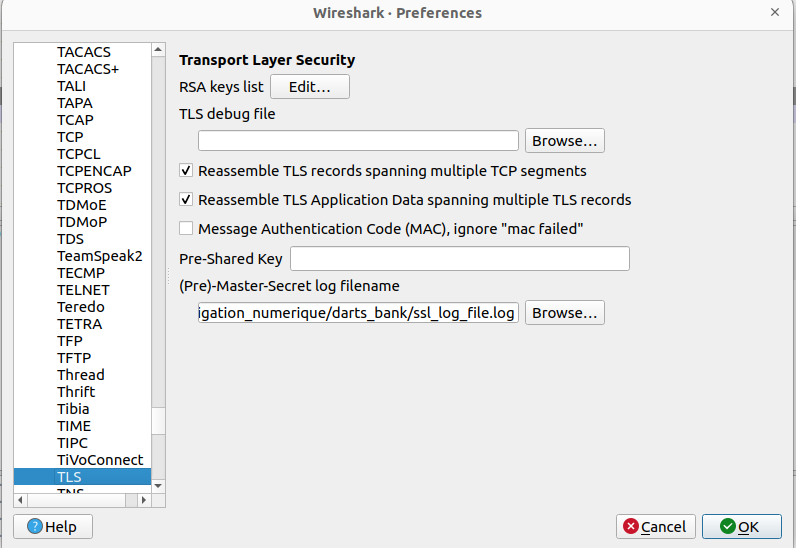 Wireshark · Preferences
TACACS
TACACS+
TALI
TAPA
TCAP
TCP
TCPCL
TCPENCAP
TCPROS
TDMoE
TDMoP
TDS
TeamSpeak2
TECMP
TELNET
Teredo
TETRA
TFP
TFTP
Thread
Thrift
Tibia
TIME
TIPC
TiVoConnect
TLS
TNS
Transport Layer Security
RSA keys list Edit...
TLS debug file
Browse...
Reassemble TLS records spanning multiple TCP segments
Reassemble TLS Application Data spanning multiple TLS records
Message Authentication Code (MAC), ignore "mac failed"
Pre-Shared Key
(Pre)-Master-Secret log filename
igation_numerique/darts_bank/ssl_log_file.log Browse...
Help
Cancel
OK